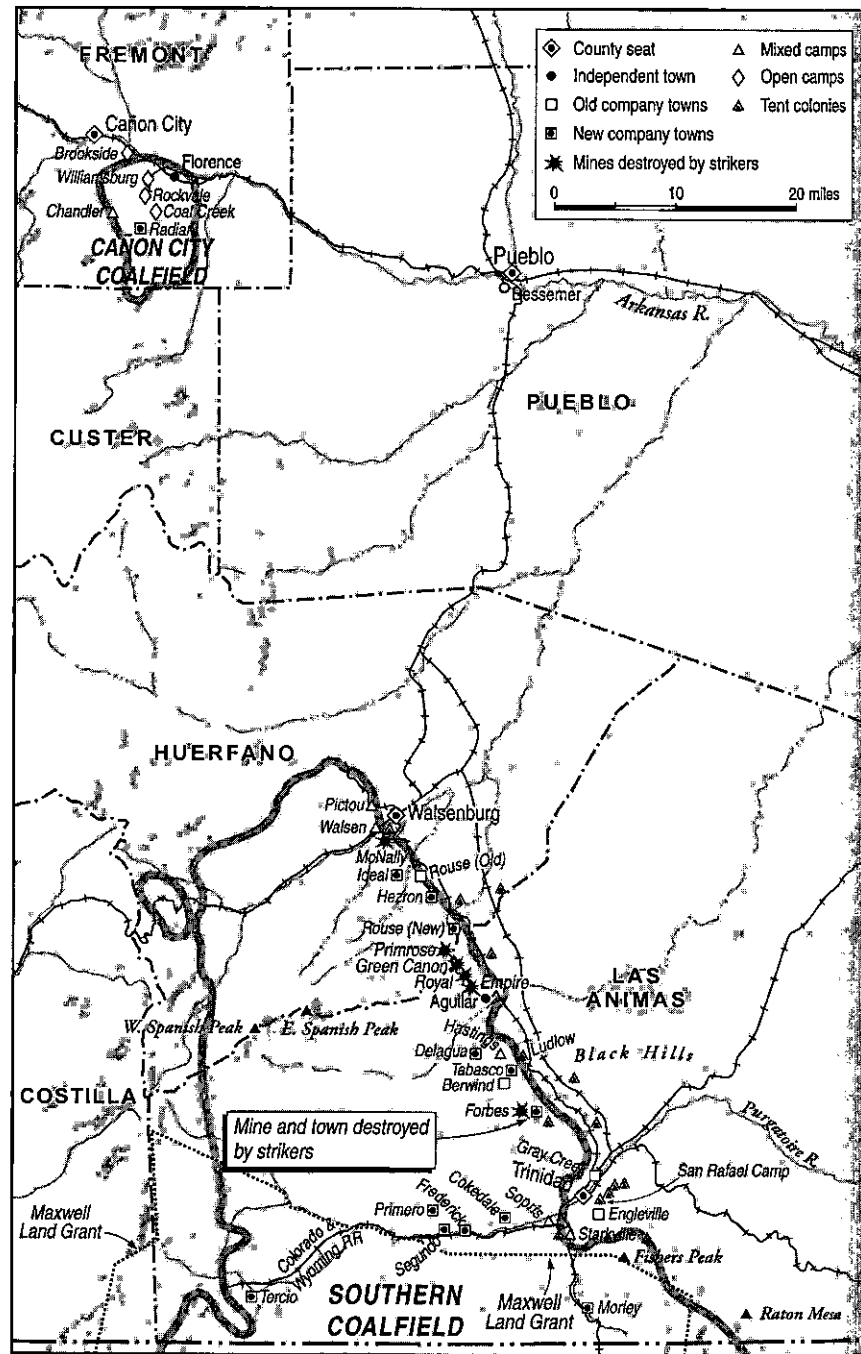 FREMONT
Cañon City
Brookside
Florence
Williamsburg
Rockvale
Chandler
Coal Creek
Radiant
CAÑON CITY
COALFIELD
County seat
Independent town
Old company towns
New company towns
Mines destroyed by strikers
Mixed camps
Open camps
Tent colonies
0 10 20 miles
Pueblo
Bessemer
Arkansas R.
CUSTER
PUEBLO
HUERFANO
Pictou
Walsenburg
Walsen
McNally
Ideal
Rouse (Old)
Hezron
Rouse (New)
Primrose
Green Canon
Royal
Empire
Aguilar
LAS
ANIMAS
W. Spanish Peak
E. Spanish Peak
Hastings
Ludlow
Delagua
Tabasco
Berwind
Black Hills
COSTILLA
Forbes
Mine and town destroyed
by strikers
Purgatoire R.
Gray Creek
Trinidad
San Rafael Camp
Engleville
Maxwell
Land Grant
Primero
Frederick
Cokedale
Sopris
Segundo
Starkville
Fishers Peak
Colorado &
Wyoming RR
Tercio
SOUTHERN
COALFIELD
Maxwell
Land Grant
Morley
Raton Mesa